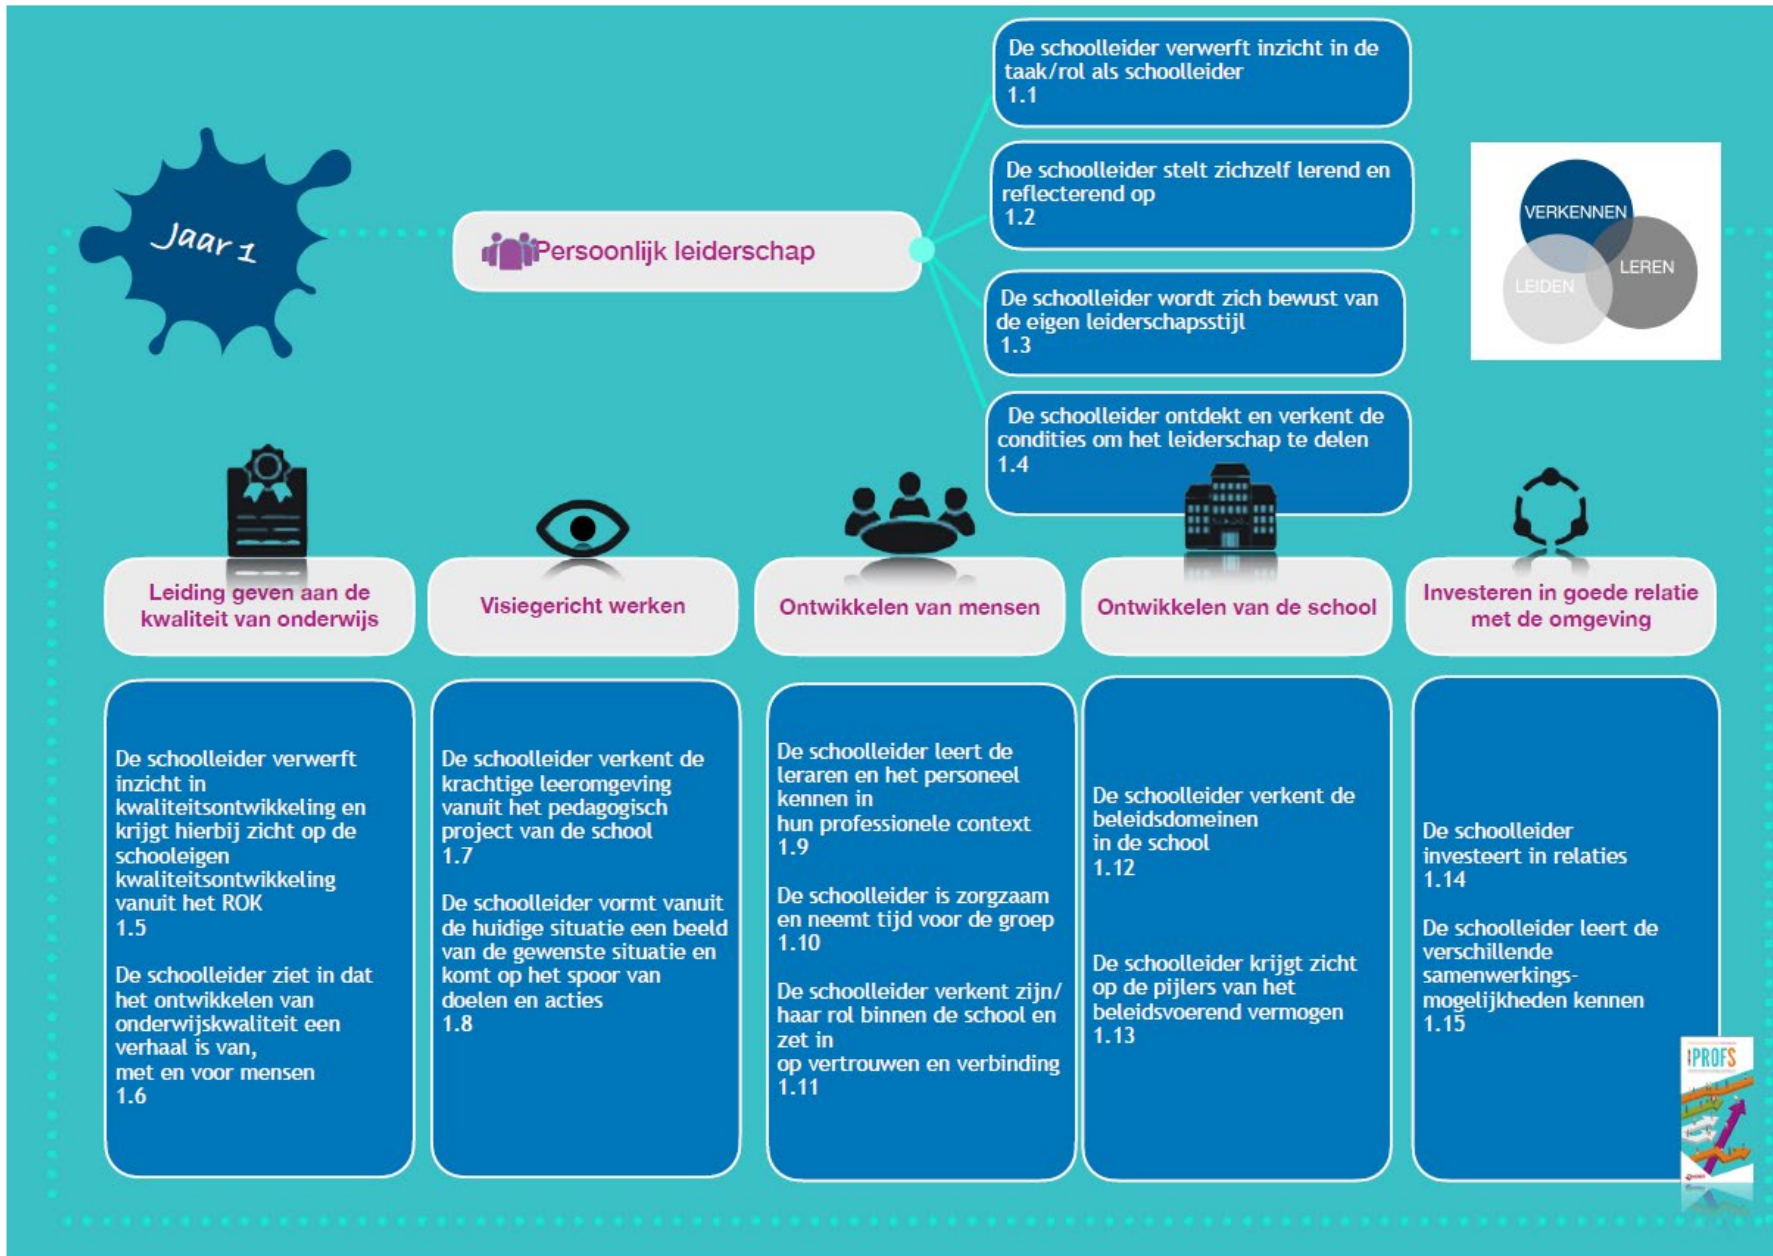 De schoolleider verwerft inzicht in de
taak/rol als schoolleider
1.1
De schoolleider stelt zichzelf lerend en
reflecterend op
1.2
Jaar 1
Persoonlijk leiderschap
VERKENNEN
LEREN
LEIDEN
De schoolleider wordt zich bewust van
de eigen leiderschapsstijl
1.3
De schoolleider ontdekt en verkent de
condities om het leiderschap te delen
1.4
Leiding geven aan de
kwaliteit van onderwijs
Visiegericht werken
Ontwikkelen van mensen
Ontwikkelen van de school
Investeren in goede relatie
met de omgeving
De schoolleider verwerft
inzicht in
kwaliteitsontwikkeling en
krijgt hierbij zicht op de
schooleigen
kwaliteitsontwikkeling
vanuit het ROK
1.5
De schoolleider ziet in dat
het ontwikkelen van
onderwijskwaliteit een
verhaal is van,
met en voor mensen
1.6
De schoolleider verkent de
krachtige leeromgeving
vanuit het pedagogisch
project van de school
1.7
De schoolleider vormt vanuit
de huidige situatie een beeld
van de gewenste situatie en
komt op het spoor van
doelen en acties
1.8
De schoolleider leert de
leraren en het personeel
kennen in
hun professionele context
1.9
De schoolleider is zorgzaam
en neemt tijd voor de groep
1.10
De schoolleider verkent zijn/
haar rol binnen de school en
zet in
op vertrouwen en verbinding
1.11
De schoolleider verkent de
beleidsdomeinen
in de school
1.12
De schoolleider krijgt zicht
op de pijlers van het
beleidsvoerend vermogen
1.13
De schoolleider
investeert in relaties
1.14
De schoolleider leert de
verschillende
samenwerkings-
mogelijkheden kennen
1.15
PROFS